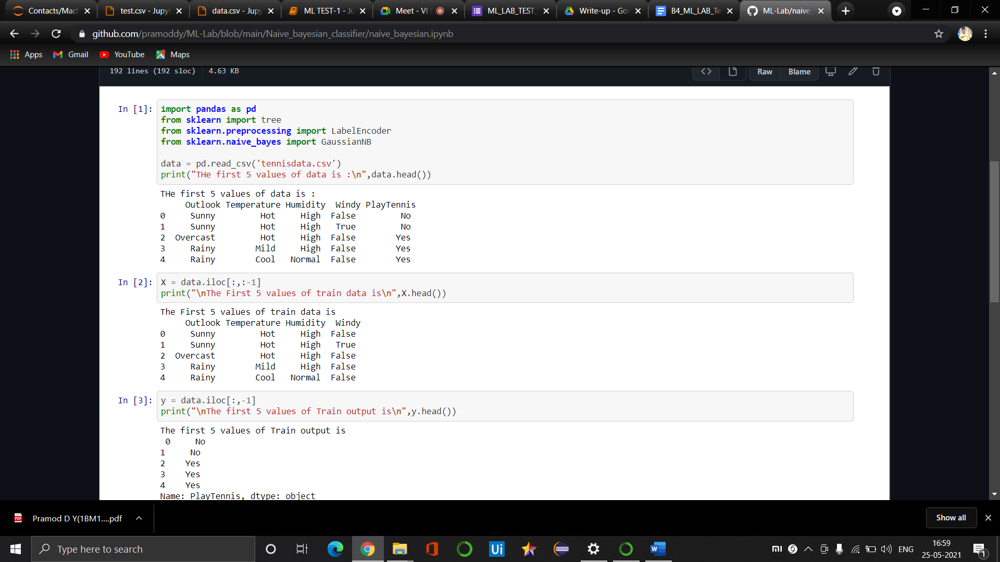 Contacts/Mach
test.csv - Jupyt
data.csv - Jupy
ML TEST-1 - Ju
Meet - VI
ML_LAB_TEST_
Write-up - Goo
B4_ML_LAB_Te
ML-Lab/naive_
github.com/pramoddy/ML-Lab/blob/main/Naive_bayesian_classifier/naive_bayesian.ipynb
Apps
Gmail
YouTube
Maps
192 lines (192 sloc) 4.63 KB
Raw
Blame
In [1]: import pandas as pd
from sklearn import tree
from sklearn.preprocessing import LabelEncoder
from sklearn.naive_bayes import GaussianNB
data = pd.read_csv('tennisdata.csv')
print("THe first 5 values of data is :\n",data.head())
THe first 5 values of data is :
Outlook Temperature Humidity Windy PlayTennis
0 Sunny Hot High False No
1 Sunny Hot High True No
2 Overcast Hot High False Yes
3 Rainy Mild High False Yes
4 Rainy Cool Normal False Yes
In [2]: X = data.iloc[:,:-1]
print("\nThe First 5 values of train data is\n",X.head())
The First 5 values of train data is
Outlook Temperature Humidity Windy
0 Sunny Hot High False
1 Sunny Hot High True
2 Overcast Hot High False
3 Rainy Mild High False
4 Rainy Cool Normal False
In [3]: y = data.iloc[:,-1]
print("\nThe first 5 values of Train output is\n",y.head())
The first 5 values of Train output is
0 No
1 No
2 Yes
3 Yes
4 Yes
Name: PlayTennis, dtype: object
PDF
Pramod D Y(1BM1....pdf
Show all
Type here to search
Ui
W
mi
ENG
16:59
25-05-2021
1